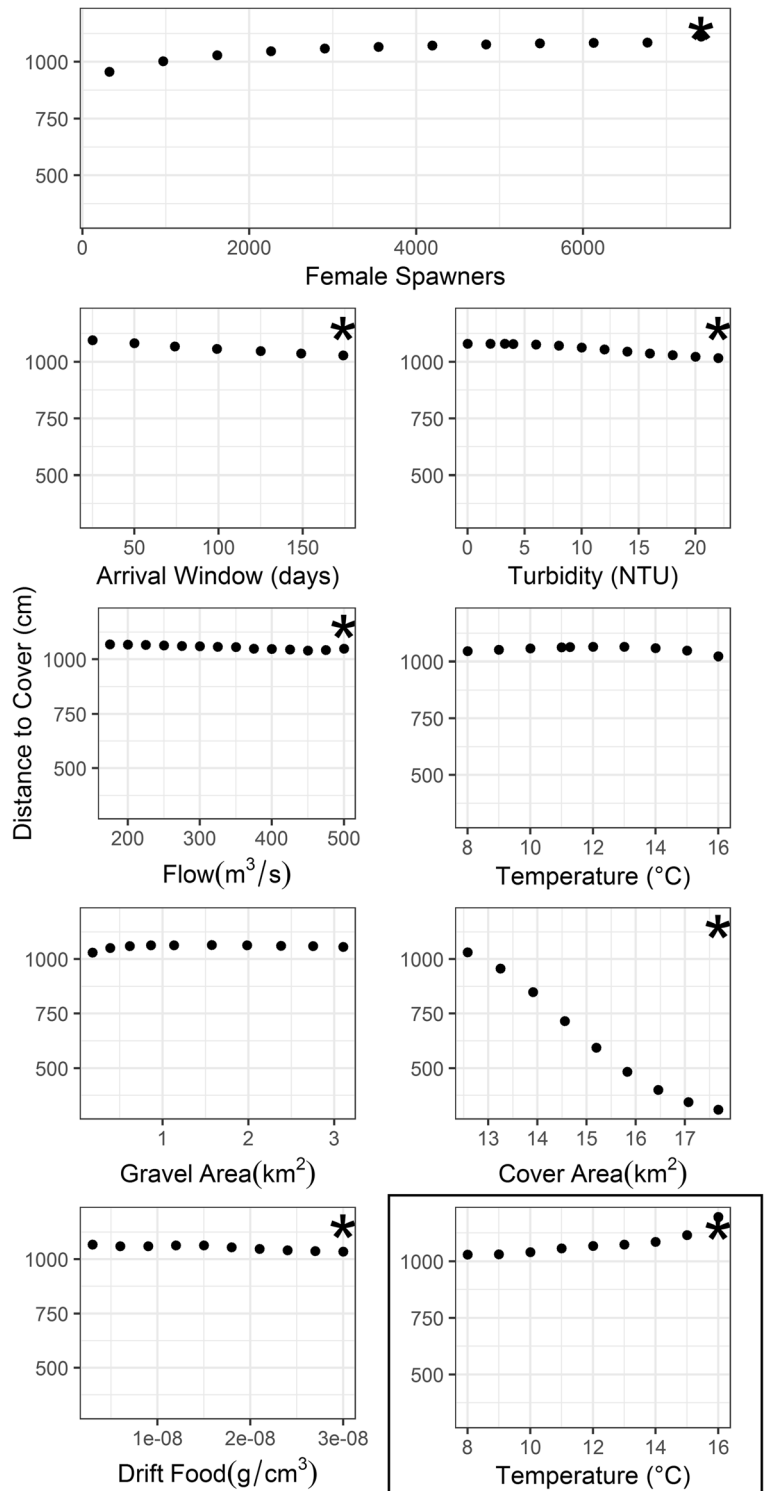 1000
750
500
0 2000 4000 6000
Female Spawners
1000
750
500
50 100 150
Arrival Window (days)
1000
750
500
0 5 10 15 20
Turbidity (NTU)
Distance to Cover (cm)
1000
750
500
200 300 400 500
Flow(m³/s)
1000
750
500
8 10 12 14 16
Temperature (°C)
1000
750
500
1 2 3
Gravel Area(km²)
1000
750
500
13 14 15 16 17
Cover Area(km²)
1000
750
500
1e-08 2e-08 3e-08
Drift Food(g/cm³)
1000
750
500
8 10 12 14 16
Temperature (°C)